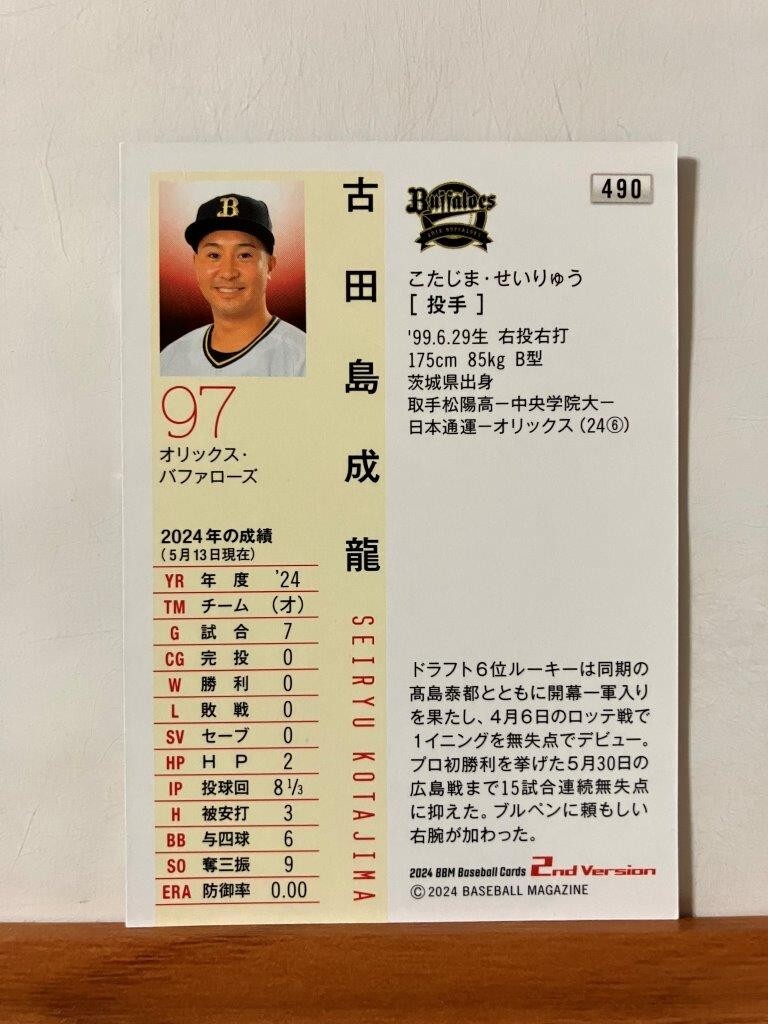 B
97
オリックス・
バファローズ
2024年の成績
(5月13日現在)
YR 年度 '24
TM チーム (オ)
G 試合 7
CG 完投 0
W 勝利 0
L 敗戦 0
SV セーブ 0
HP HP 2
IP 投球回 8 1/3
H 被安打 3
BB 与四球 6
SO 奪三振 9
ERA 防御率 0.00
古田島成龍
SEIRYU KOTAJIMA
Buffaloes
490
こたじま・せいりゅう
[ 投手 ]
'99.6.29生 右投右打
175cm 85kg B型
茨城県出身
取手松陽高ー中央学院大ー
日本通運ーオリックス(24⑥)
ドラフト6位ルーキーは同期の
髙島泰都とともに開幕一軍入り
を果たし、4月6日のロッテ戦で
1イニングを無失点でデビュー。
プロ初勝利を挙げた5月30日の
広島戦まで15試合連続無失点
に抑えた。ブルペンに頼もしい
右腕が加わった。
2024 BBM Baseball Cards 2nd Version
©2024 BASEBALL MAGAZINE